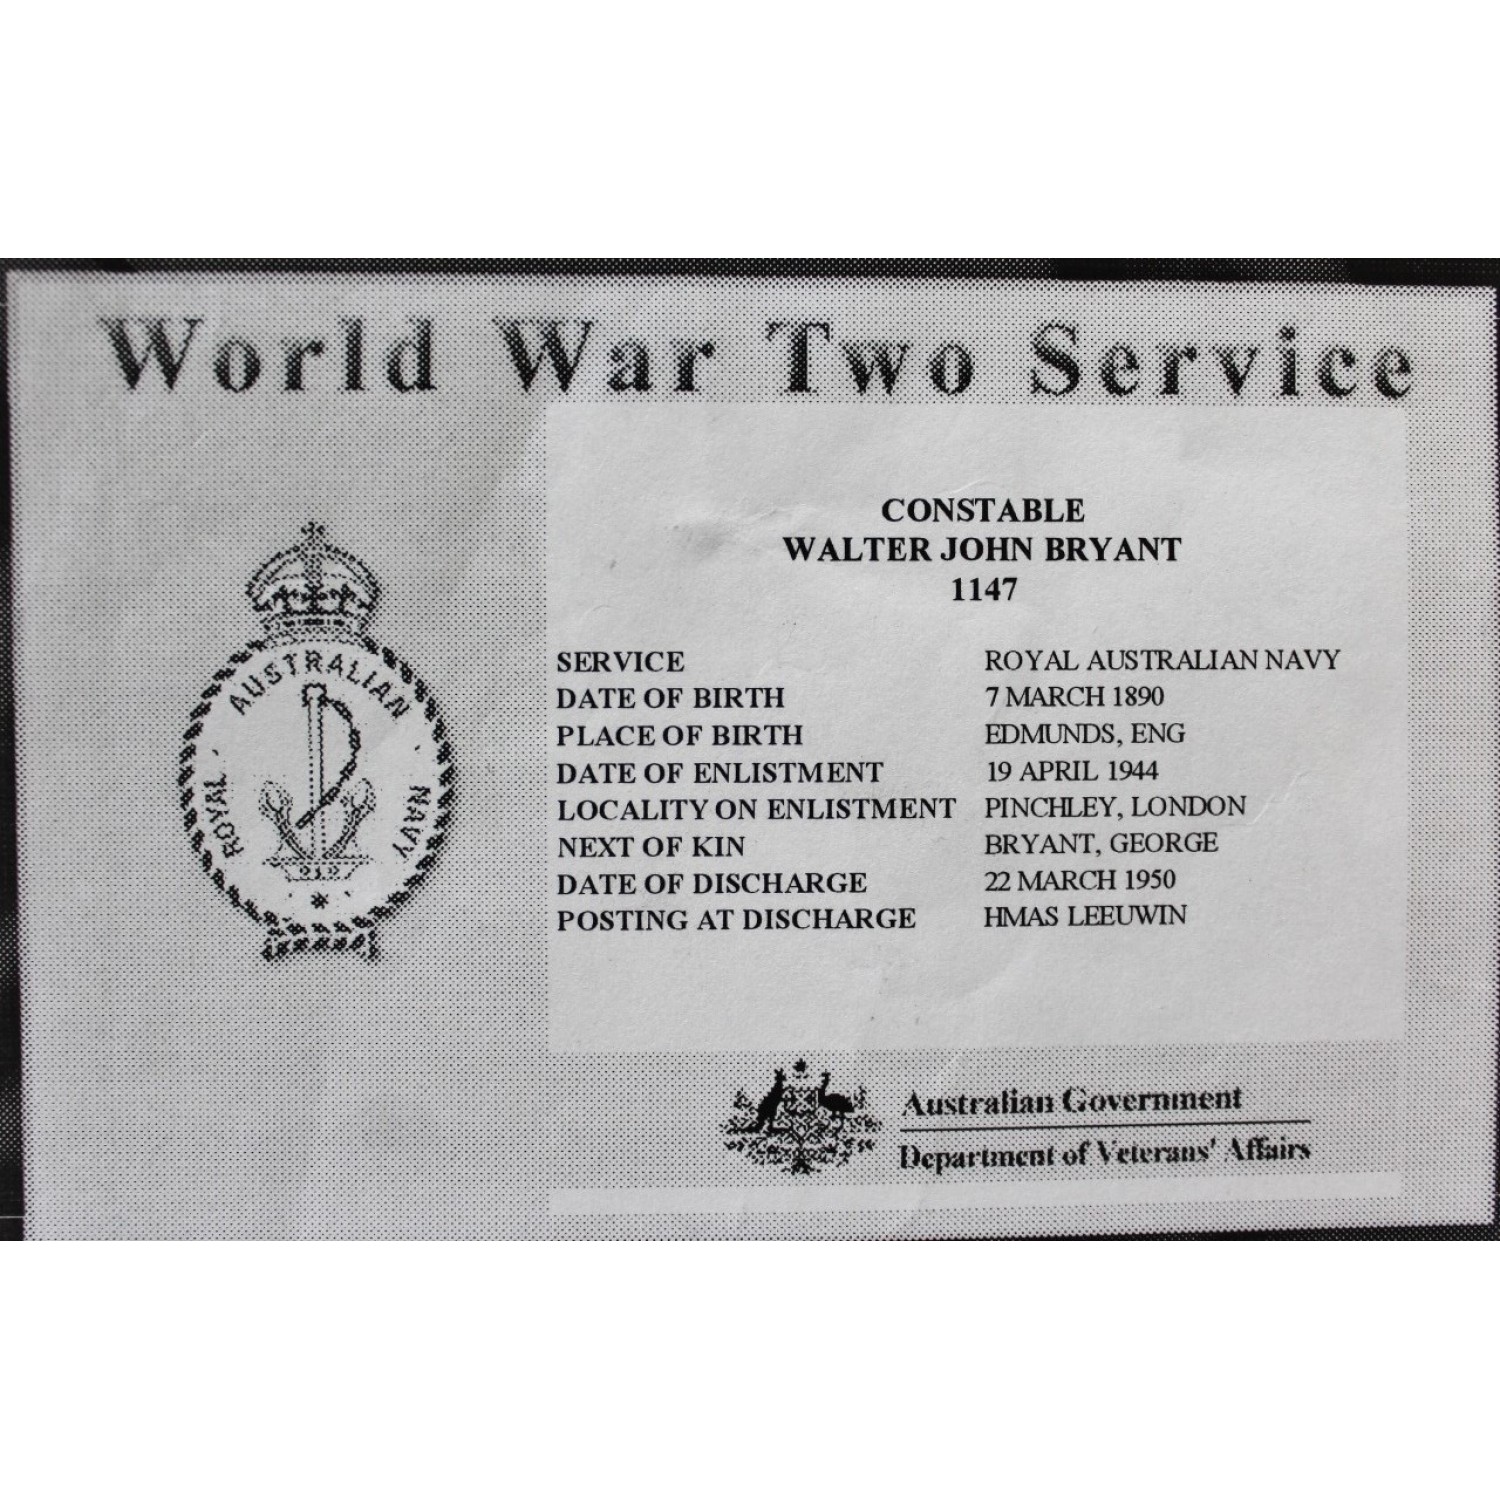 World War Two Service
CONSTABLE
WALTER JOHN BRYANT
1147
SERVICE ROYAL AUSTRALIAN NAVY
DATE OF BIRTH 7 MARCH 1890
PLACE OF BIRTH EDMUNDS, ENG
DATE OF ENLISTMENT 19 APRIL 1944
LOCALITY ON ENLISTMENT PINCHLEY, LONDON
NEXT OF KIN BRYANT, GEORGE
DATE OF DISCHARGE 22 MARCH 1950
POSTING AT DISCHARGE HMAS LEEUWIN
ROYAL AUSTRALIAN NAVY
Australian Government
Department of Veterans' Affairs